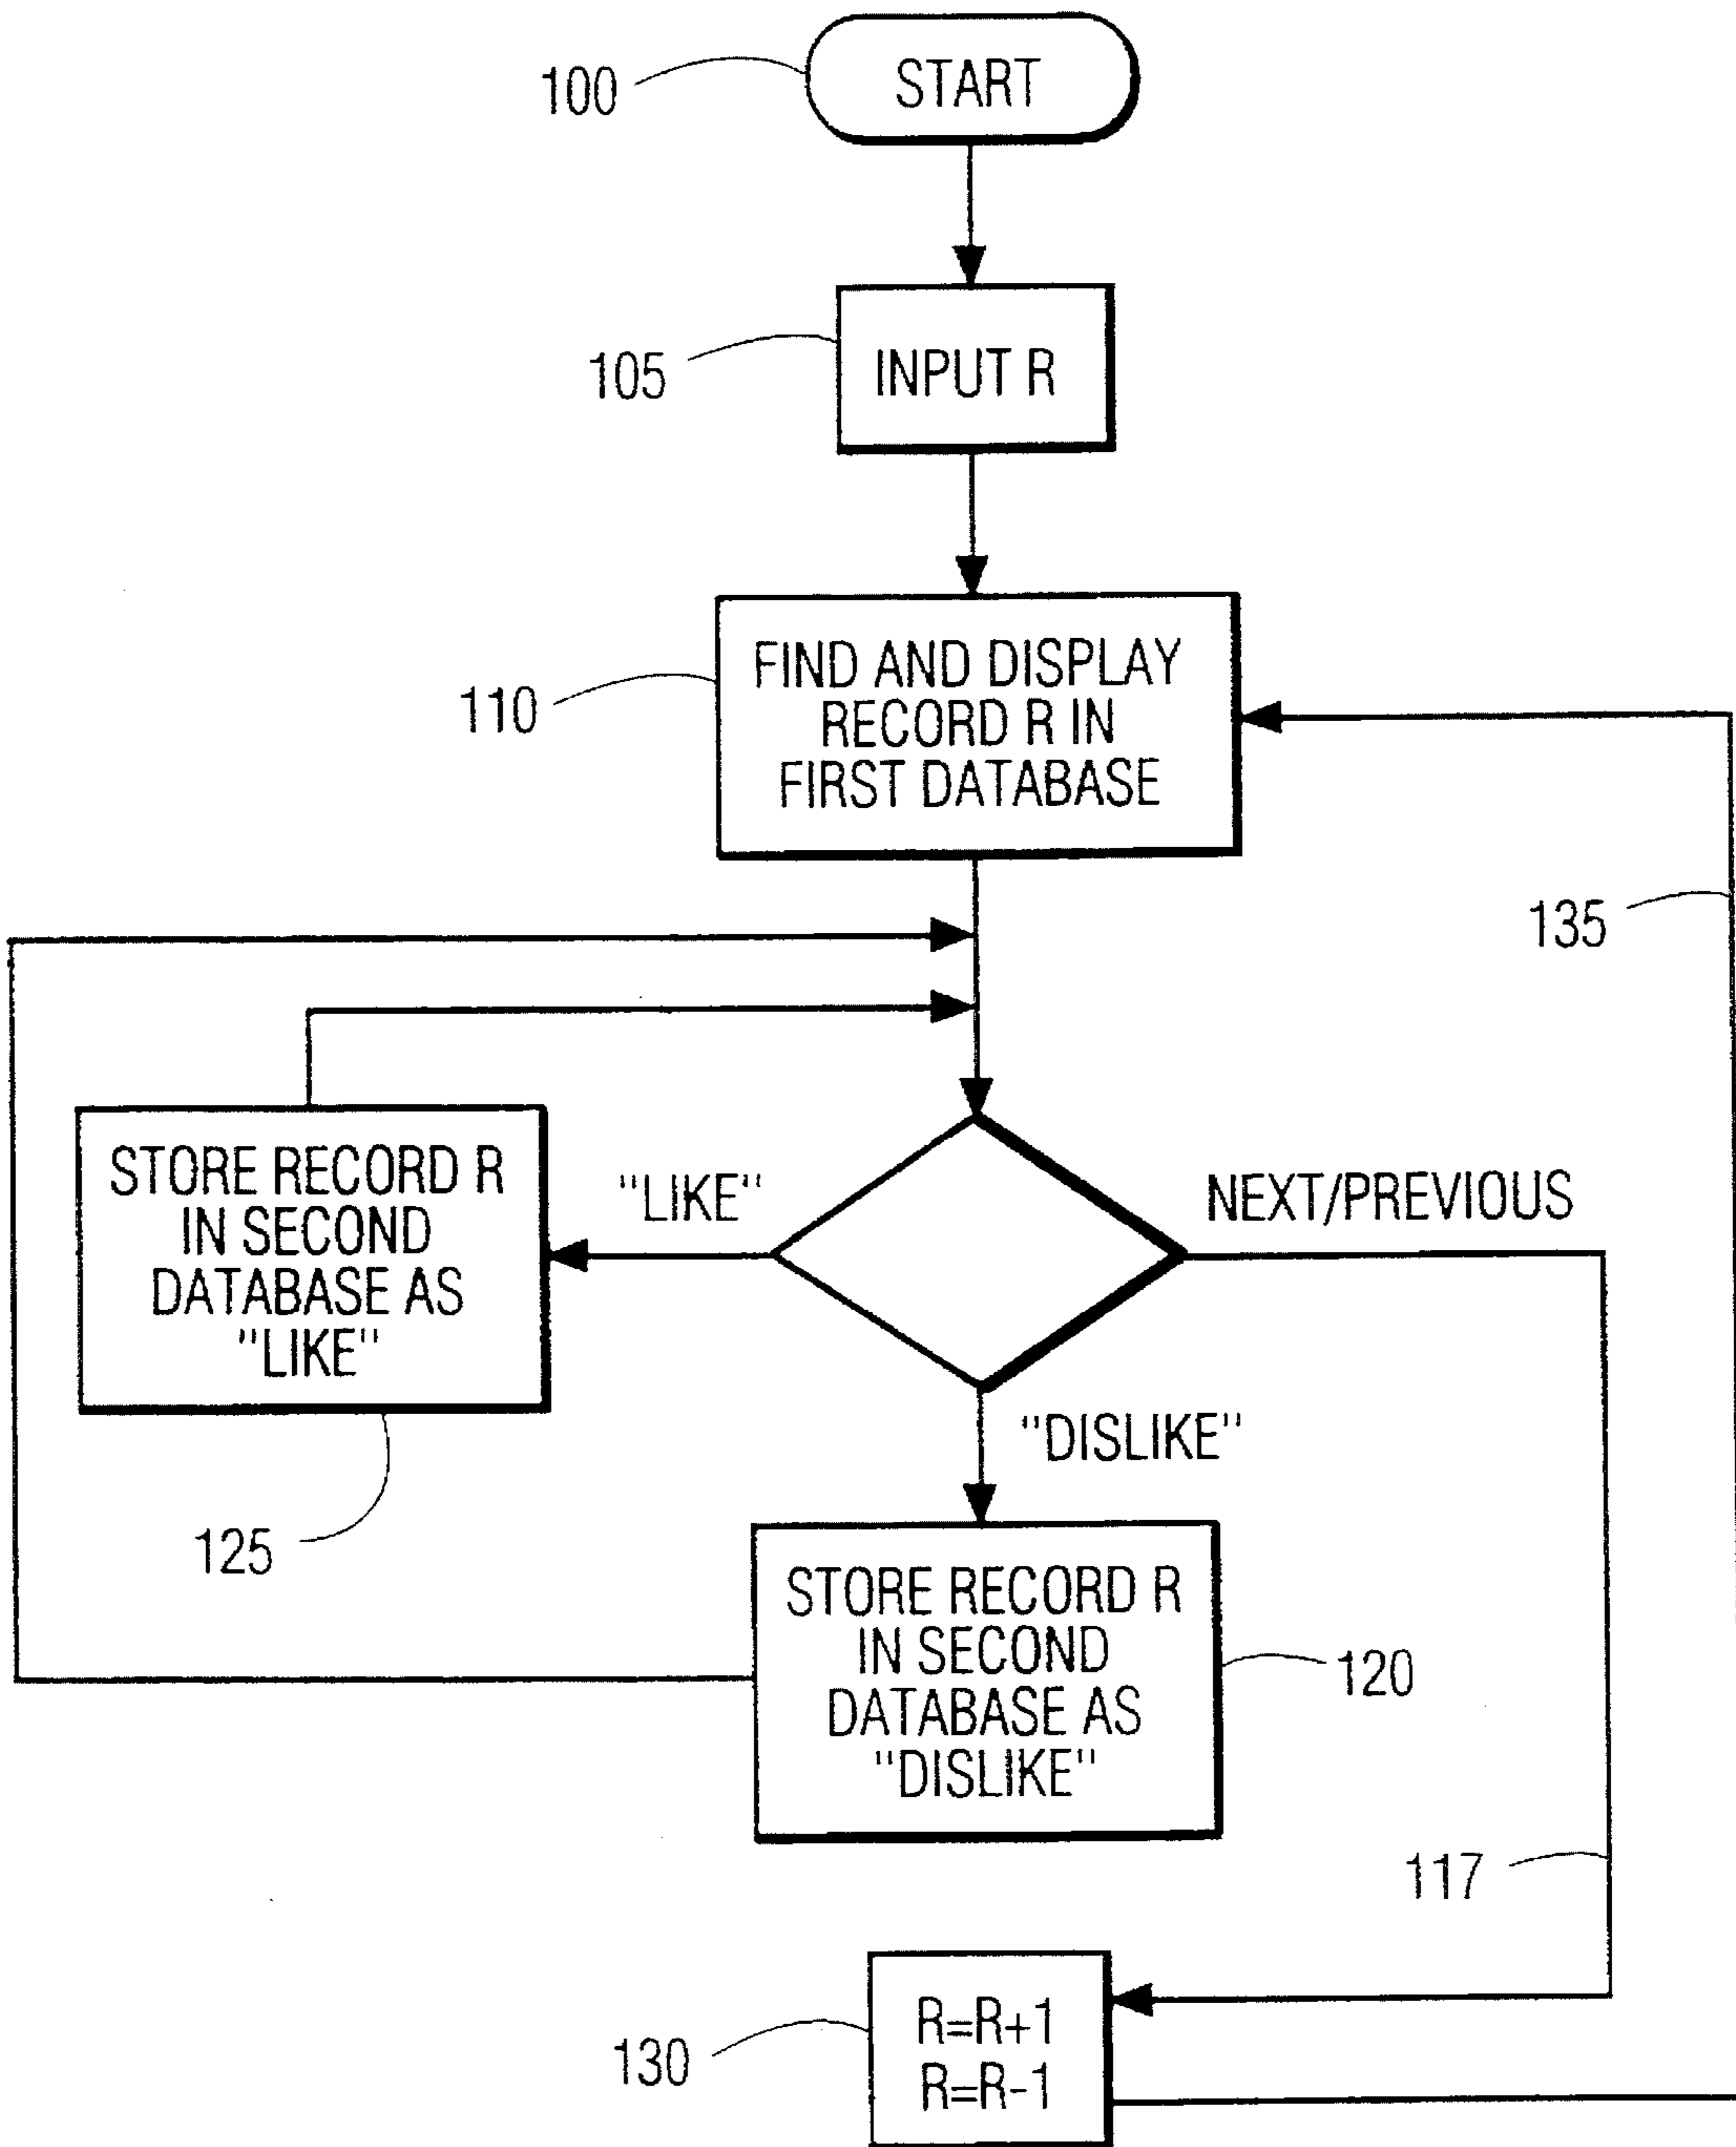 100
START
105
INPUT R
110
FIND AND DISPLAY
RECORD R IN
FIRST DATABASE
135
STORE RECORD R
IN SECOND
DATABASE AS
"LIKE"
"LIKE"
NEXT/PREVIOUS
"DISLIKE"
125
STORE RECORD R
IN SECOND
DATABASE AS
"DISLIKE"
120
117
130
R=R+1
R=R-1